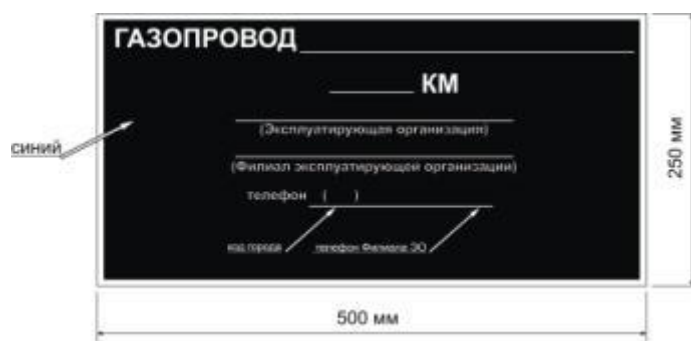 ГАЗОПРОВОД
КМ
(Эксплуатирующая организация)
синий
(Филиал эксплуатирующей организации)
телефон ( )
код города телефон Филиала ЭО
250 мм
500 мм